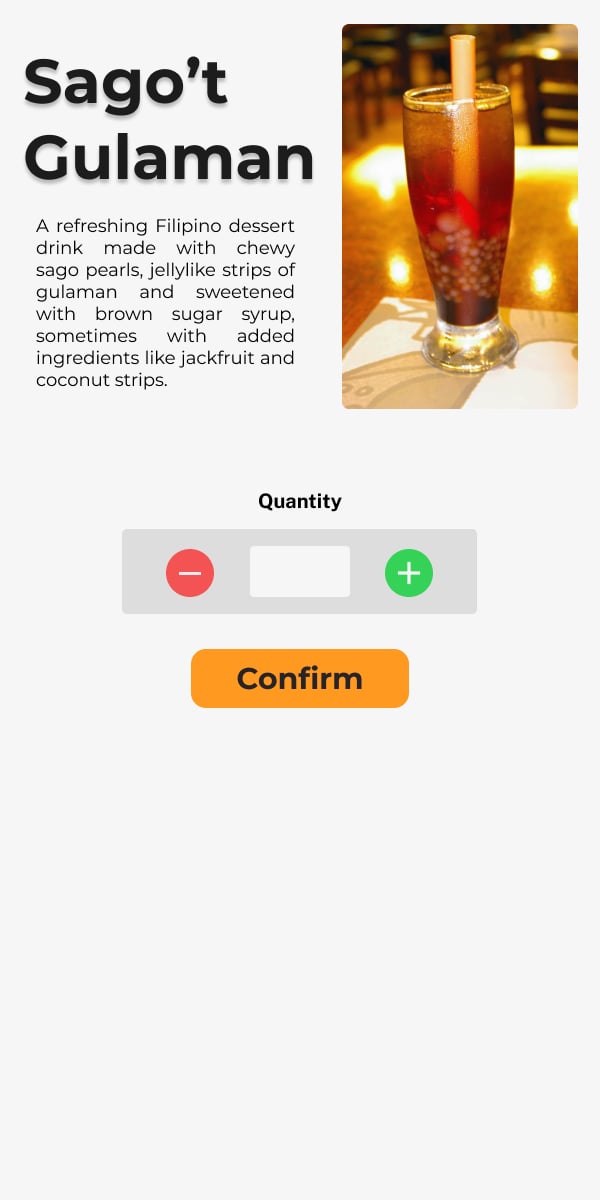 Sago’t
Gulaman
A refreshing Filipino dessert
drink made with chewy
sago pearls, jellylike strips of
gulaman and sweetened
with brown sugar syrup,
sometimes with added
ingredients like jackfruit and
coconut strips.
Quantity
Confirm